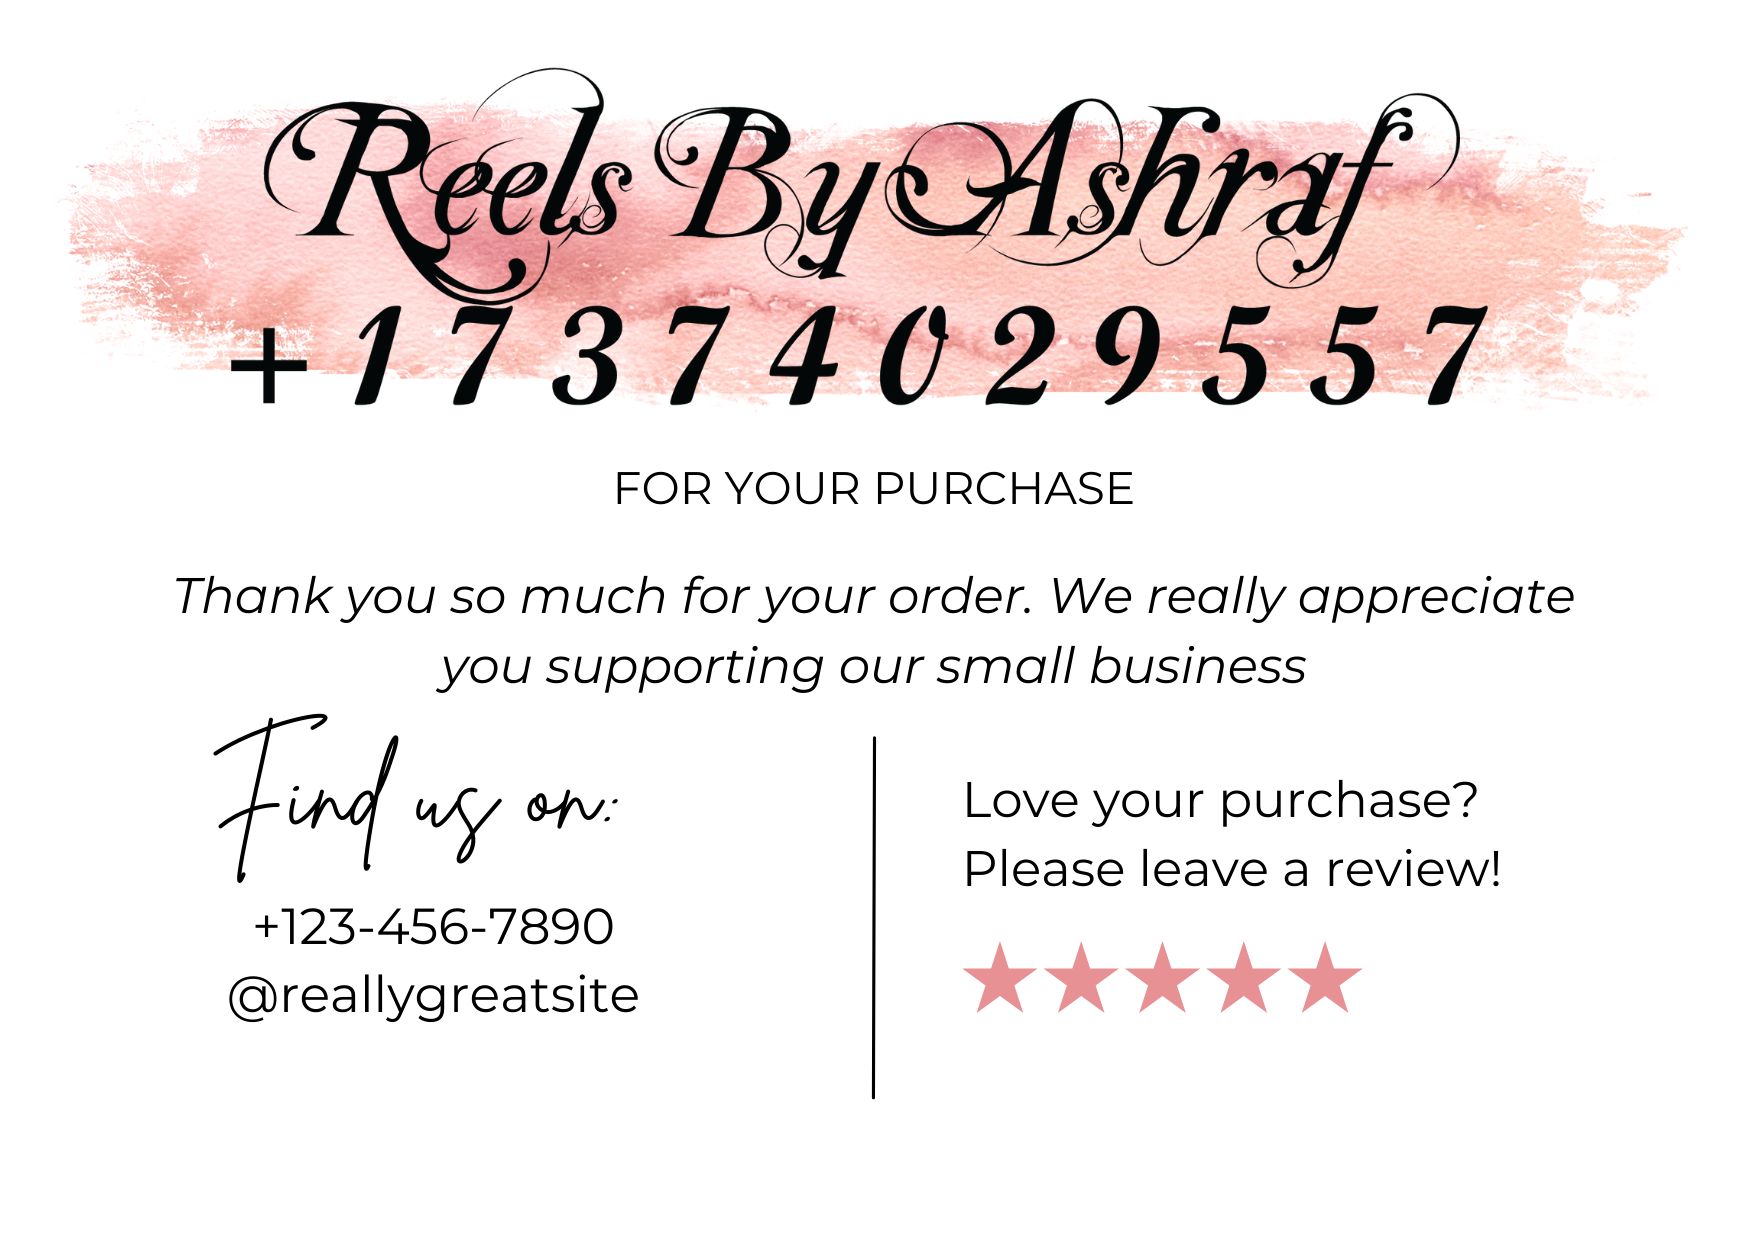 Reels By Ashraf
+17374029557
FOR YOUR PURCHASE
Thank you so much for your order. We really appreciate
you supporting our small business
Find us on:
+123-456-7890
@reallygreatsite
Love your purchase?
Please leave a review!